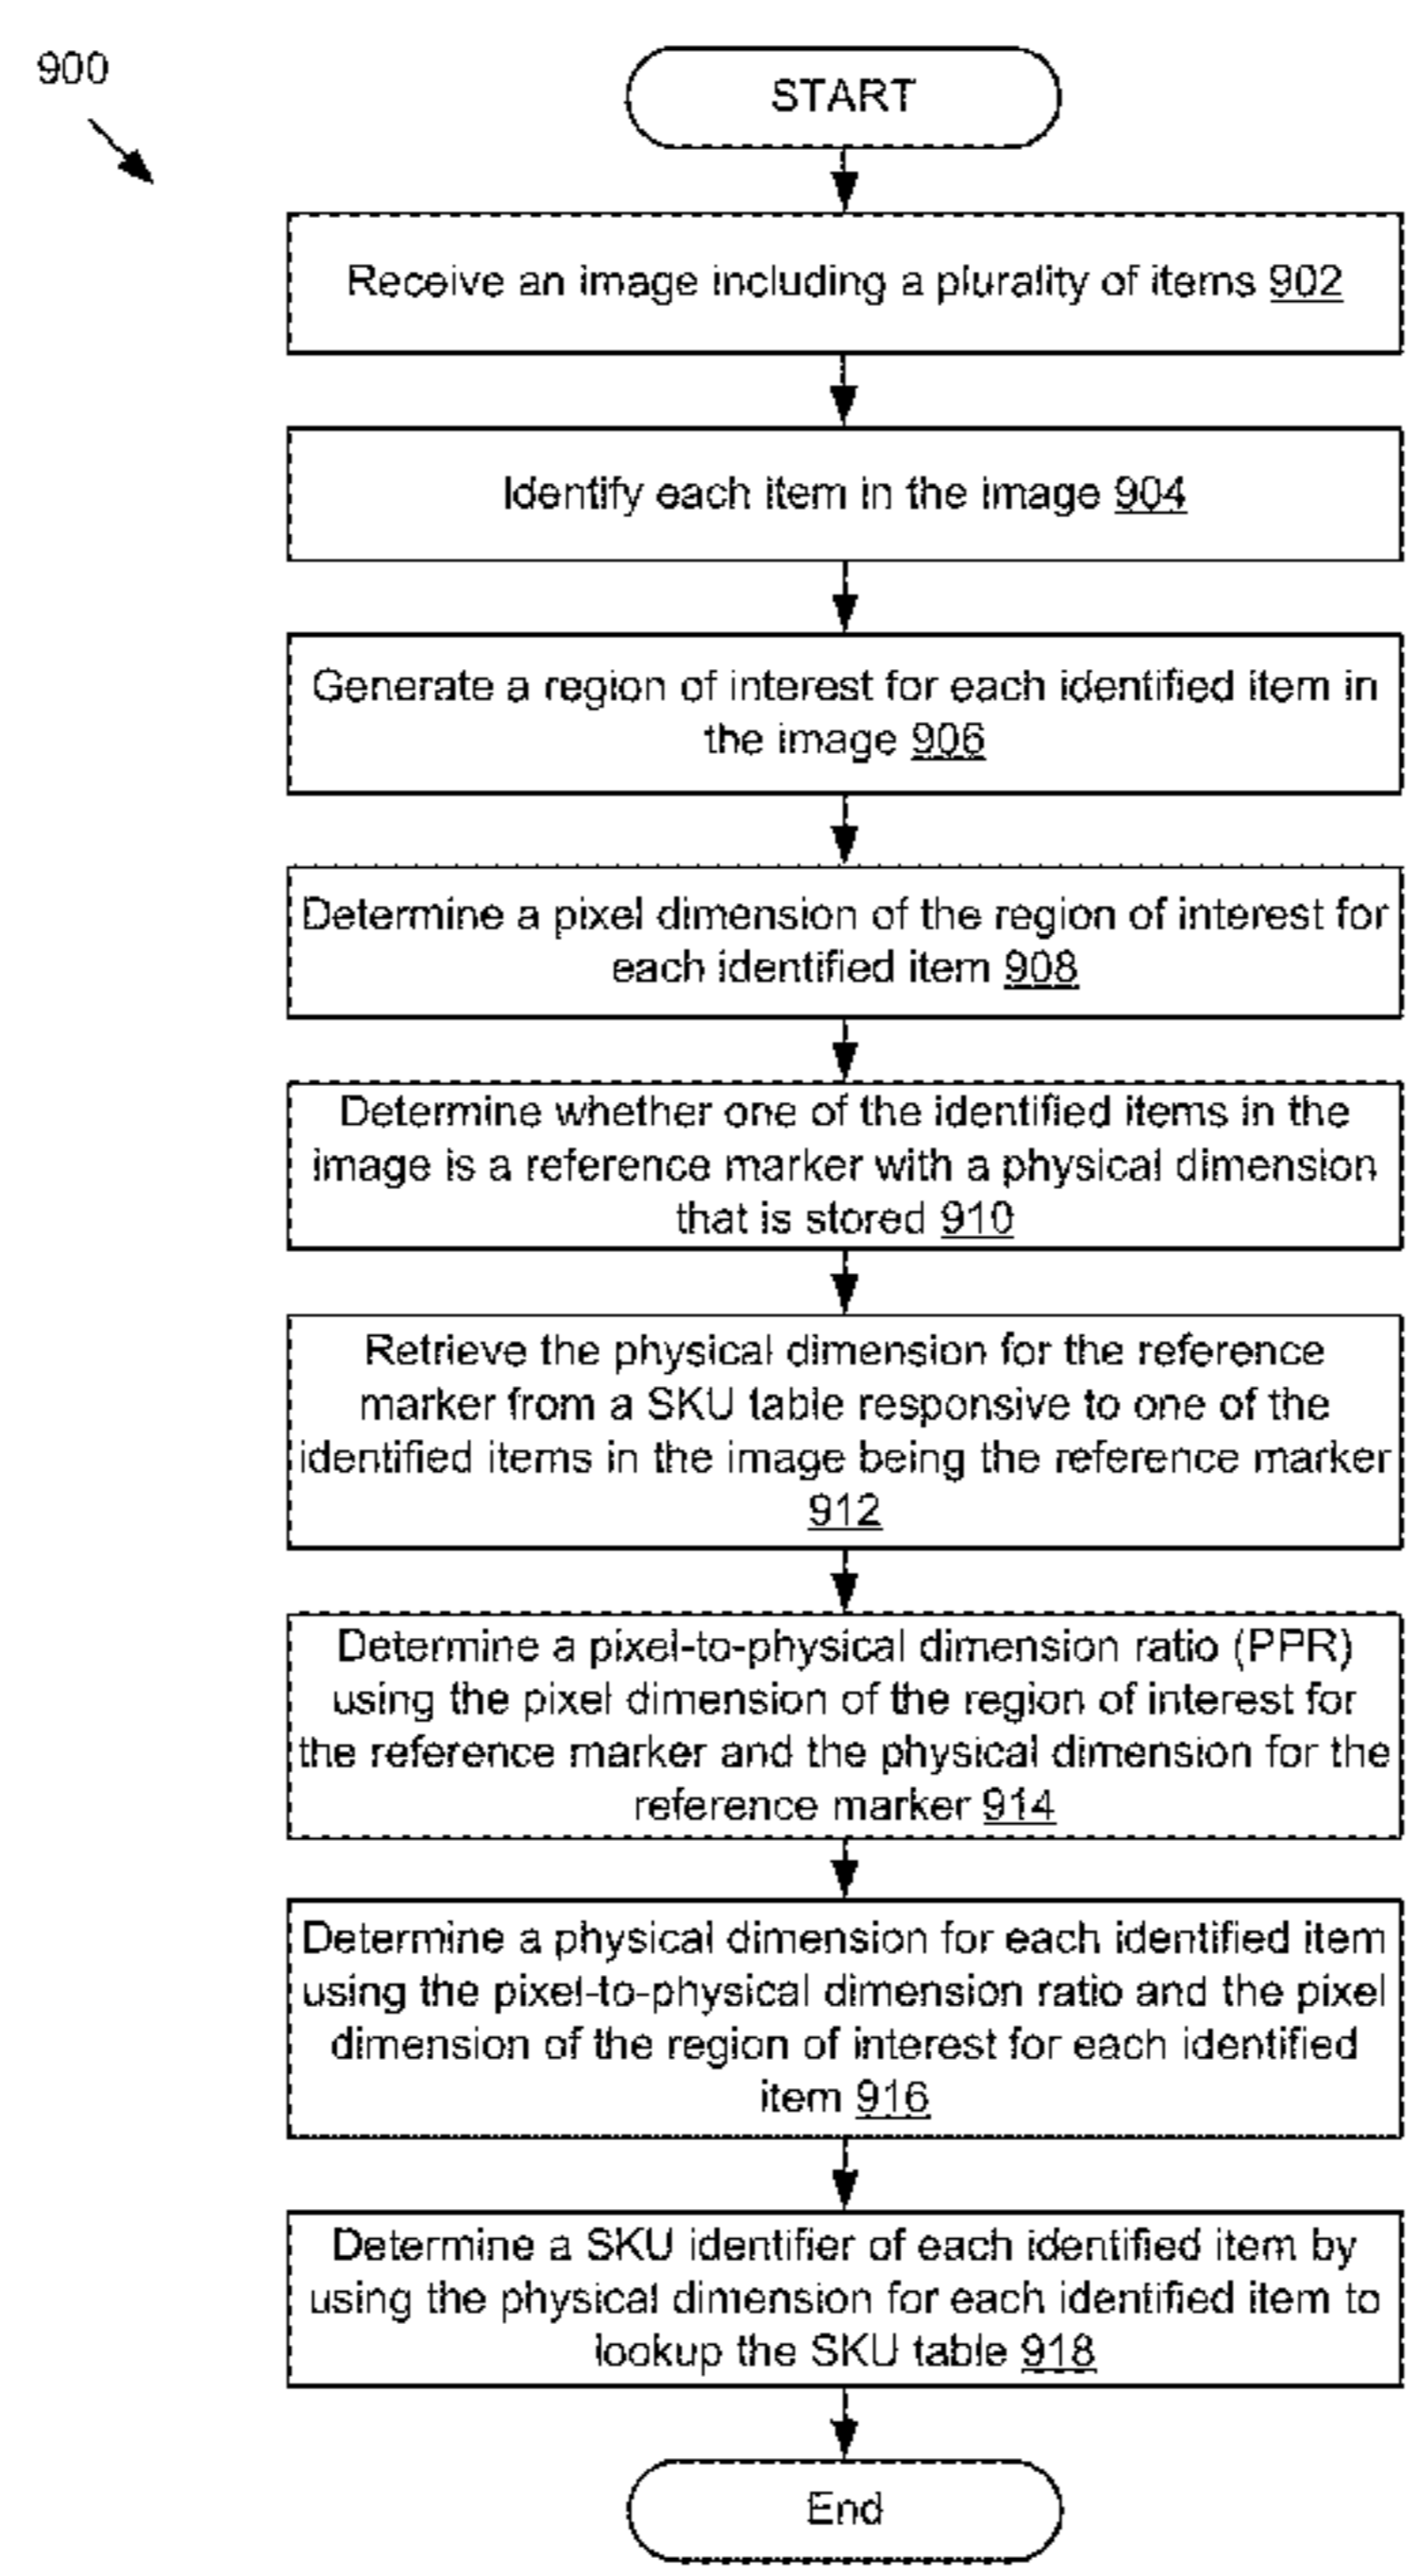 900
START
Receive an image including a plurality of items 902
Identify each item in the image 904
Generate a region of interest for each identified item in
the image 906
Determine a pixel dimension of the region of interest for
each identified item 908
Determine whether one of the identified items in the
image is a reference marker with a physical dimension
that is stored 910
Retrieve the physical dimension for the reference
marker from a SKU table responsive to one of the
identified items in the image being the reference marker
912
Determine a pixel-to-physical dimension ratio (PPR)
using the pixel dimension of the region of interest for
the reference marker and the physical dimension for the
reference marker 914
Determine a physical dimension for each identified item
using the pixel-to-physical dimension ratio and the pixel
dimension of the region of interest for each identified
item 916
Determine a SKU identifier of each identified item by
using the physical dimension for each identified item to
lookup the SKU table 918
End